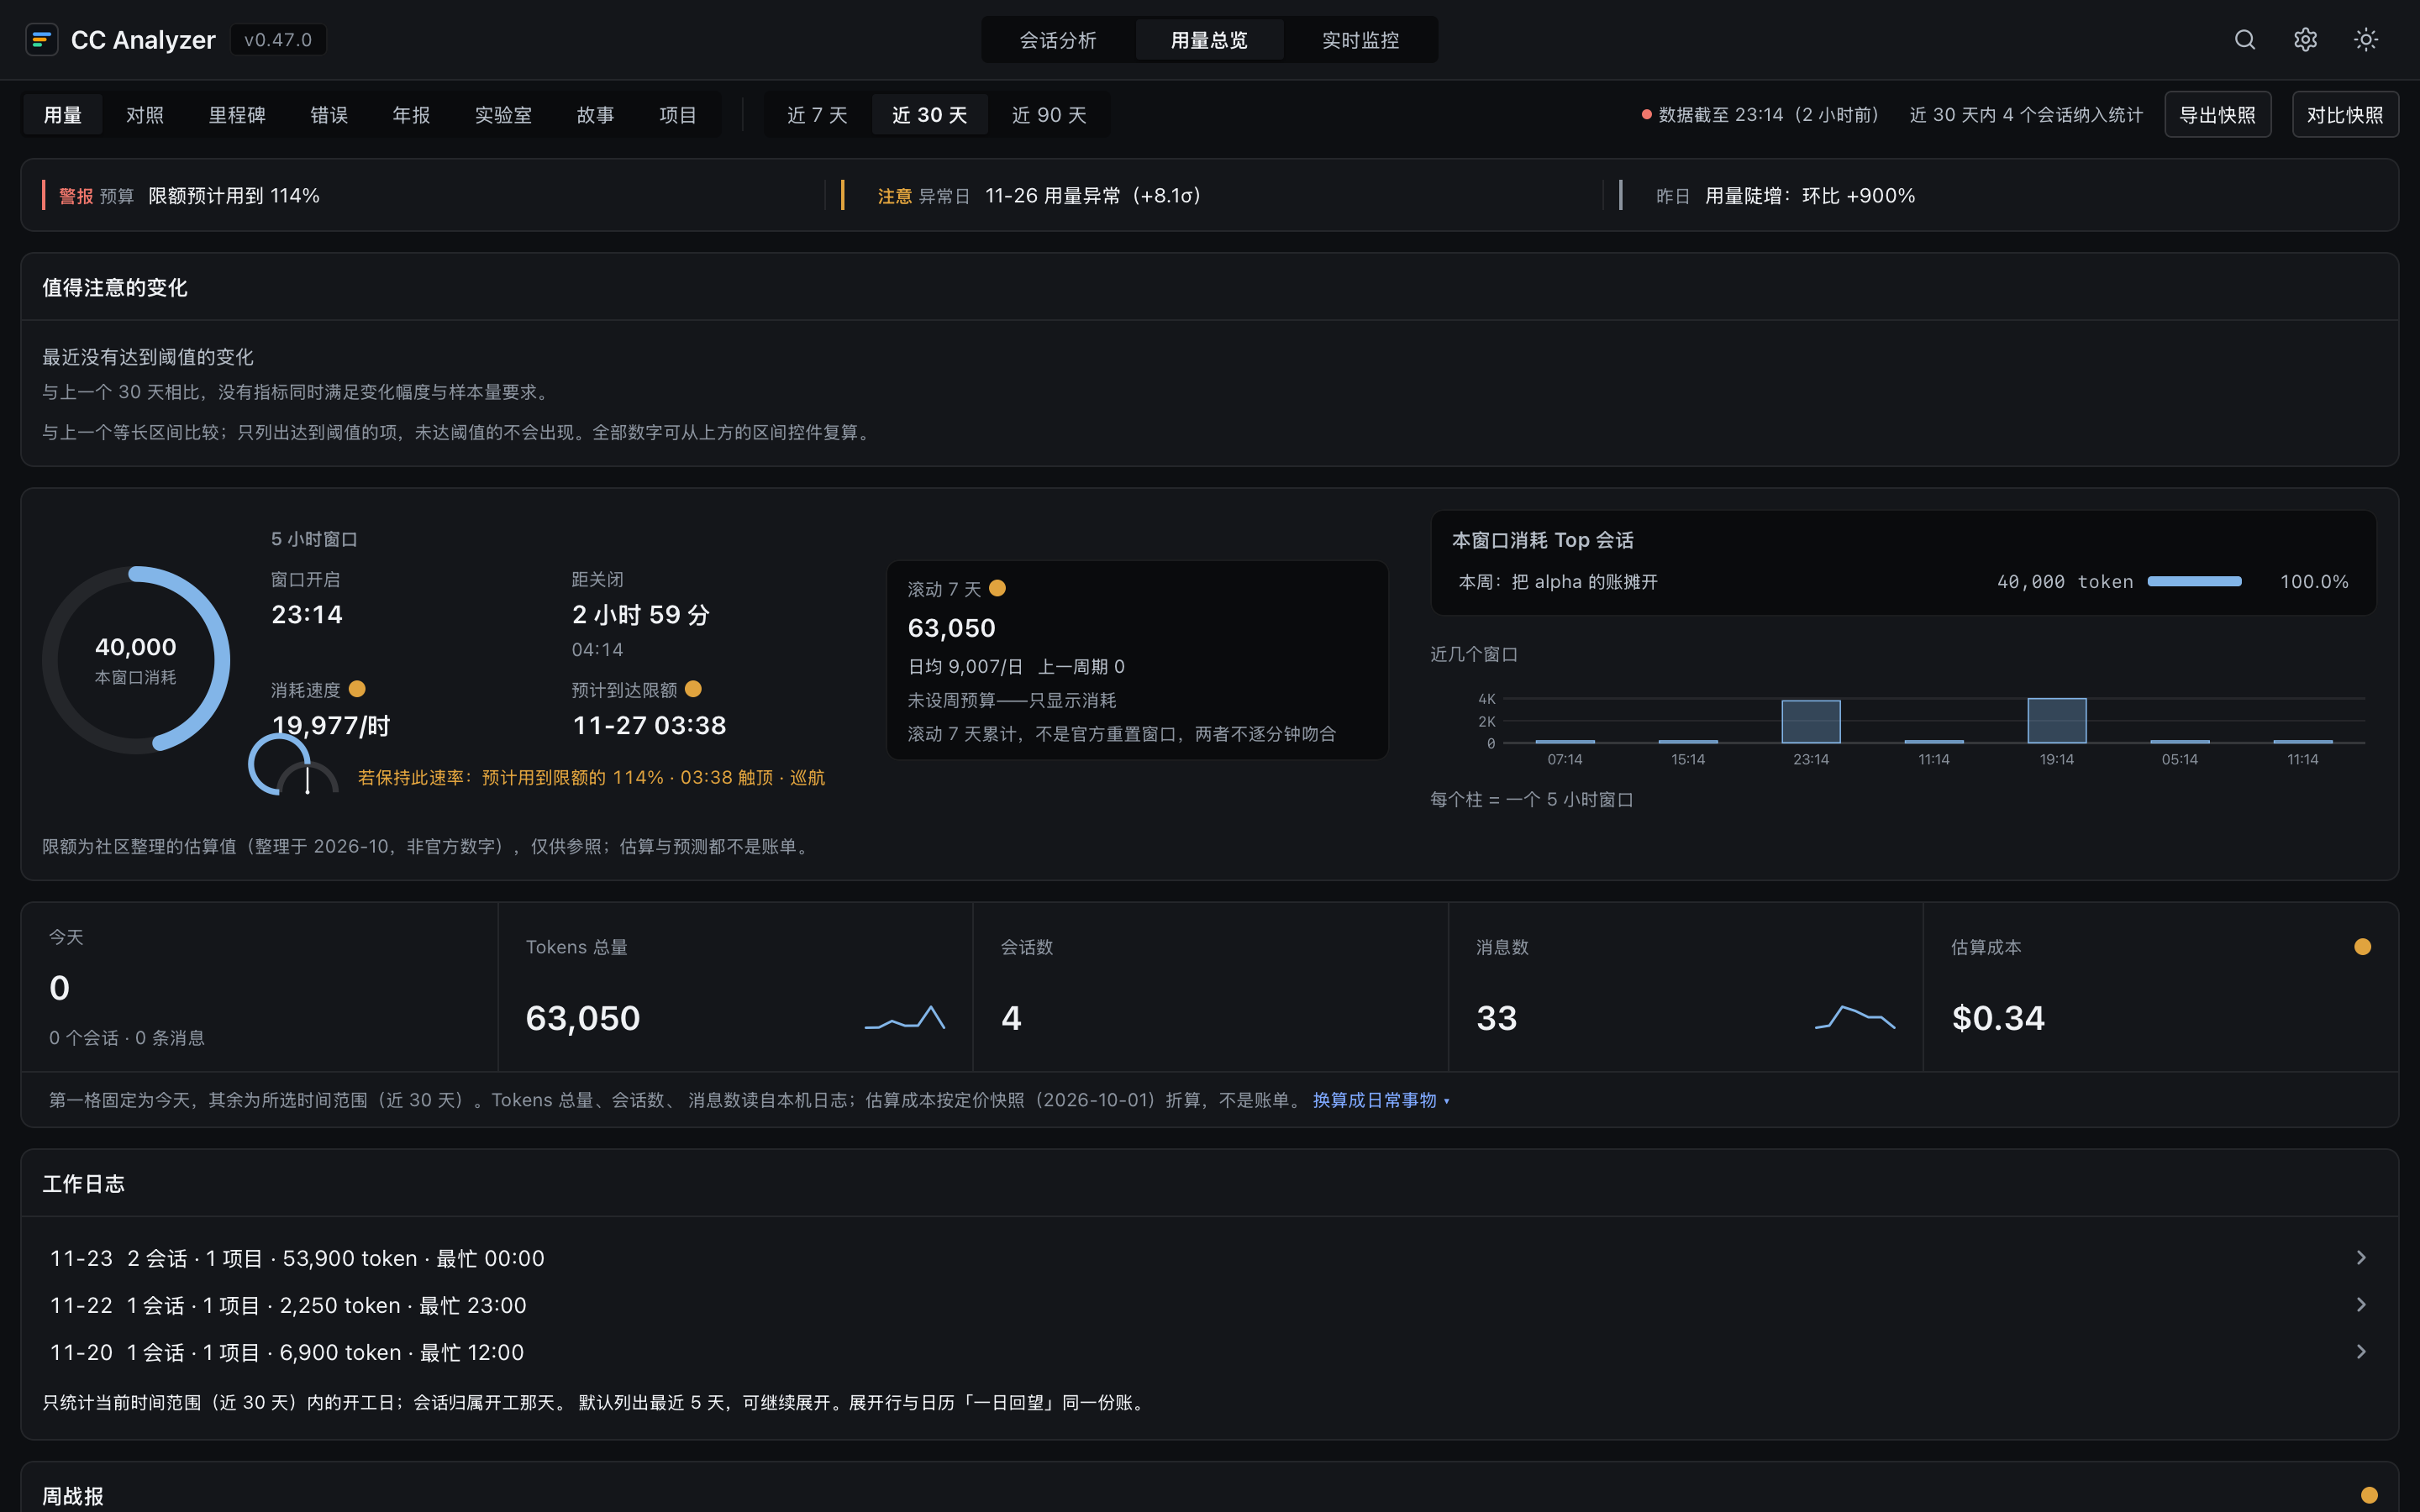 CC Analyzer v0.47.0
会话分析 用量总览 实时监控
用量 对照 里程碑 错误 年报 实验室 故事 项目 近 7 天 近 30 天 近 90 天
数据截至 23:14（2 小时前） 近 30 天内 4 个会话纳入统计 导出快照 对比快照
警报 预算 限额预计用到 114%
注意 异常日 11-26 用量异常（+8.1σ）
昨日 用量陡增：环比 +900%
值得注意的变化
最近没有达到阈值的变化
与上一个 30 天相比，没有指标同时满足变化幅度与样本量要求。
与上一个等长区间比较；只列出达到阈值的项，未达阈值的不会出现。全部数字可从上方的区间控件复算。
40,000
本窗口消耗
5 小时窗口
窗口开启
23:14
距关闭
2 小时 59 分
04:14
消耗速度
19,977/时
预计到达限额
11-27 03:38
若保持此速率：预计用到限额的 114% · 03:38 触顶 · 巡航
滚动 7 天
63,050
日均 9,007/日 上一周期 0
未设周预算——只显示消耗
滚动 7 天累计，不是官方重置窗口，两者不逐分钟吻合
本窗口消耗 Top 会话
本周：把 alpha 的账摊开 40,000 token 100.0%
近几个窗口
4K
2K
0
07:14 15:14 23:14 11:14 19:14 05:14 11:14
每个柱 = 一个 5 小时窗口
限额为社区整理的估算值（整理于 2026-10，非官方数字），仅供参照；估算与预测都不是账单。
今天
0
0 个会话 · 0 条消息
Tokens 总量
63,050
会话数
4
消息数
33
估算成本
$0.34
第一格固定为今天，其余为所选时间范围（近 30 天）。Tokens 总量、会话数、 消息数读自本机日志；估算成本按定价快照（2026-10-01）折算，不是账单。 换算成日常事物 ▾
工作日志
11-23 2 会话 · 1 项目 · 53,900 token · 最忙 00:00
11-22 1 会话 · 1 项目 · 2,250 token · 最忙 23:00
11-20 1 会话 · 1 项目 · 6,900 token · 最忙 12:00
只统计当前时间范围（近 30 天）内的开工日；会话归属开工那天。 默认列出最近 5 天，可继续展开。展开行与日历「一日回望」同一份账。
周战报